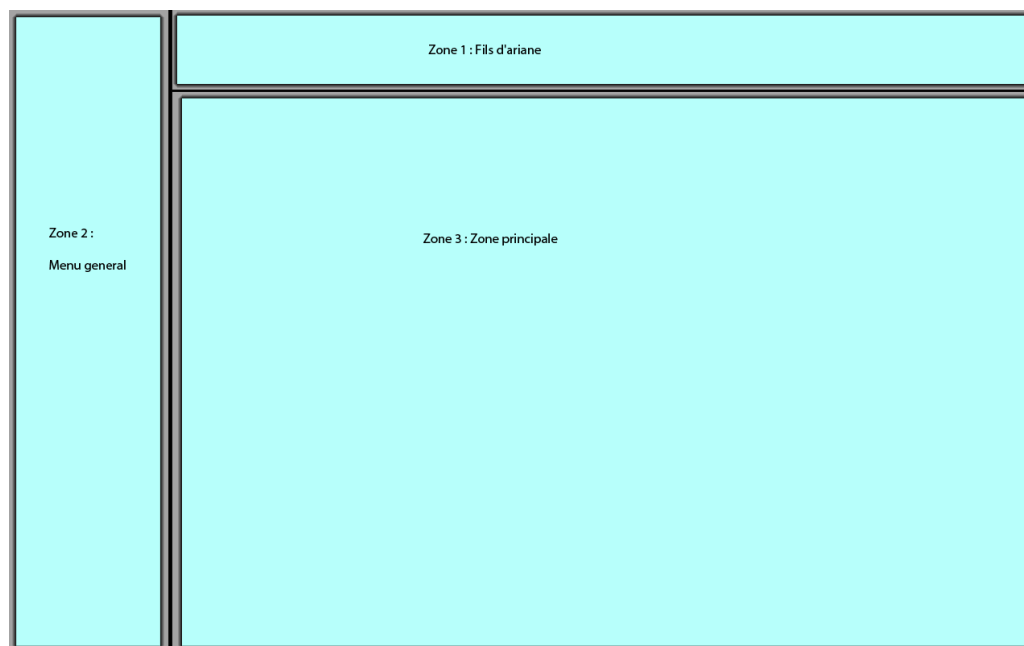 Zone 1 : Fils d'ariane
Zone 2 :
Menu general
Zone 3 : Zone principale